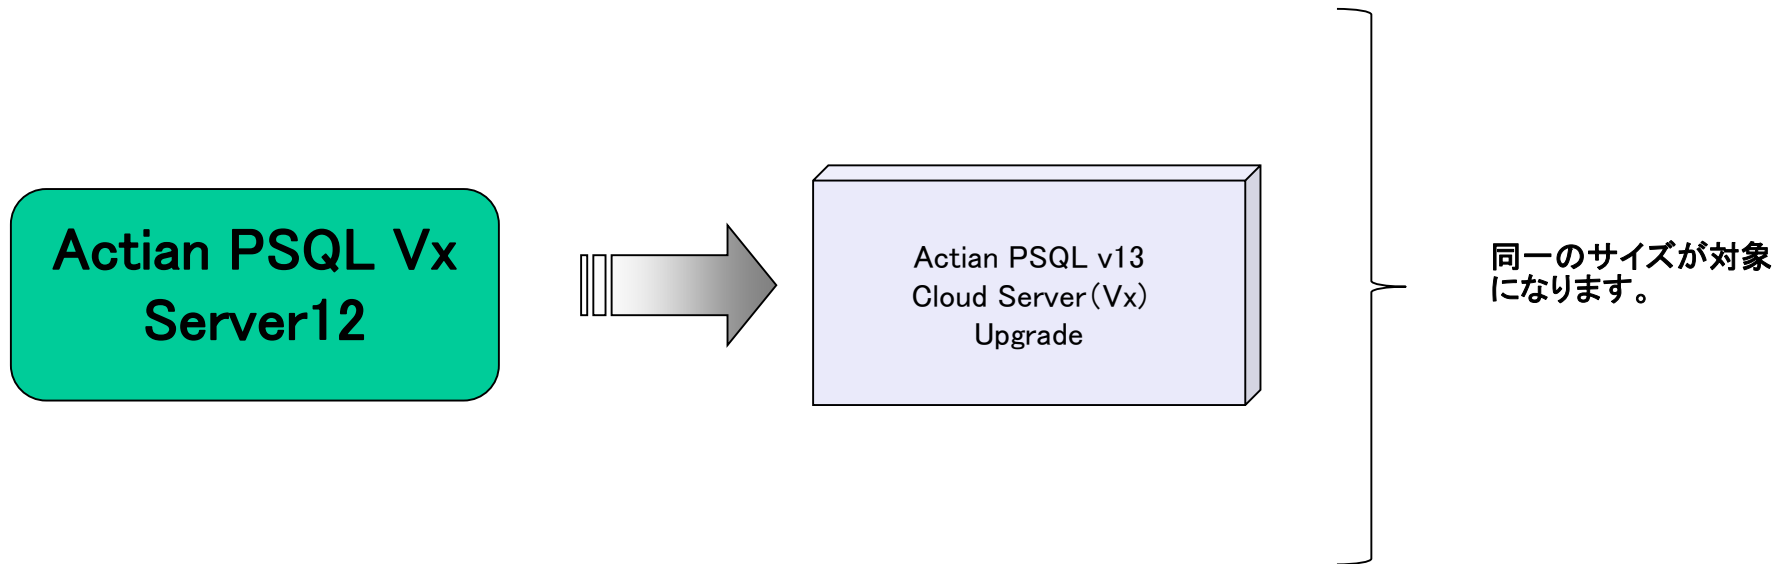 Actian PSQL Vx
Server12
Actian PSQL v13
Cloud Server（Vx）
Upgrade
同一のサイズが対象
になります。